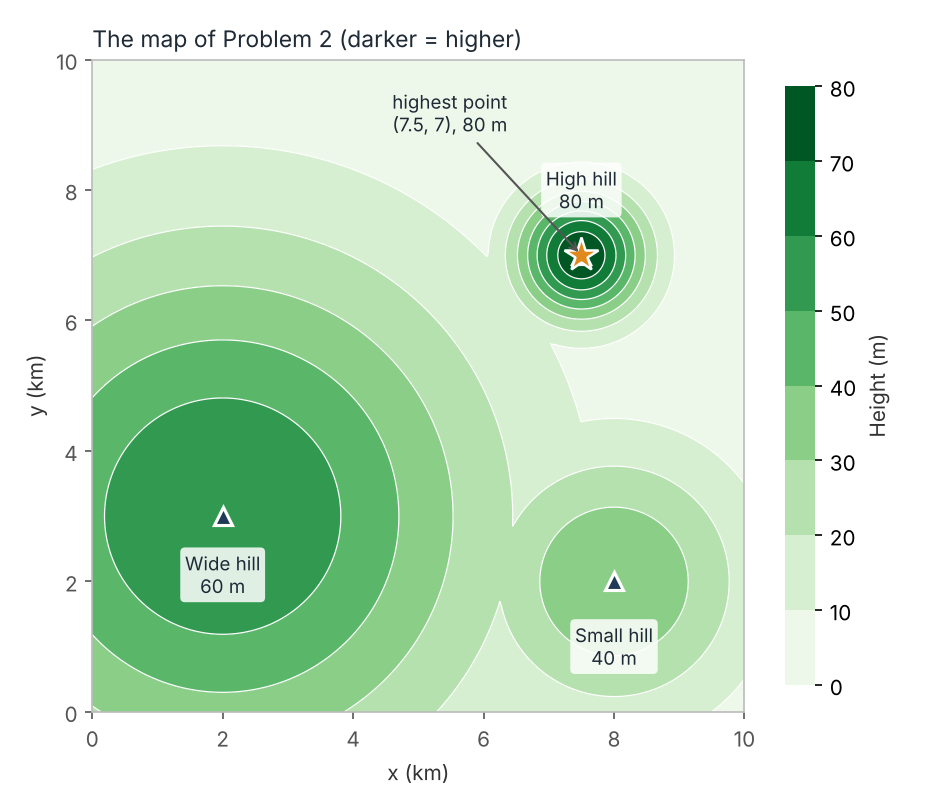 The map of Problem 2 (darker = higher)
highest point
(7.5, 7), 80 m
High hill
80 m
Wide hill
60 m
Small hill
40 m
10
8
6
4
2
0
y (km)
0
2
4
6
8
10
x (km)
80
70
60
50
40
30
20
10
0
Height (m)